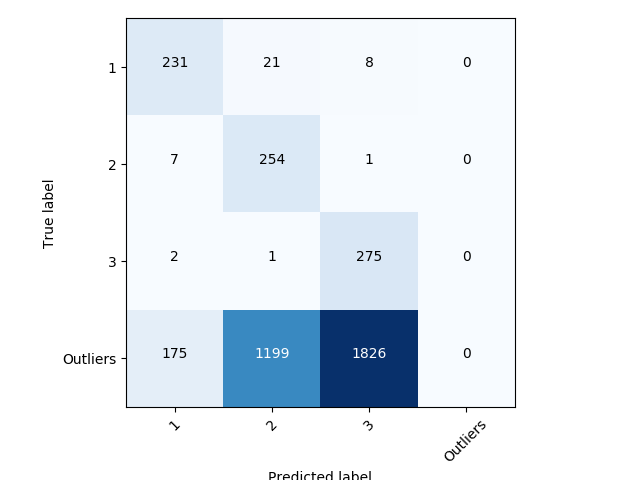 1 231 21 8 0
2 7 254 1 0
3 2 1 275 0
Outliers 175 1199 1826 0
1 2 3 Outliers
True label
Predicted label